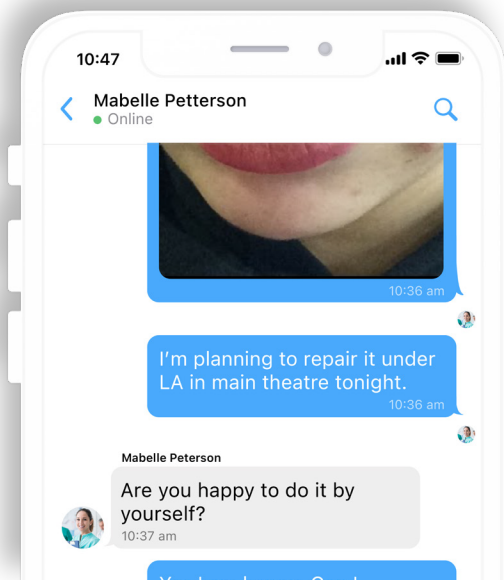 10:47
Mabelle Petterson
Online
10:36 am
I'm planning to repair it under
LA in main theatre tonight.
10:36 am
Mabelle Peterson
Are you happy to do it by
yourself?
10:37 am